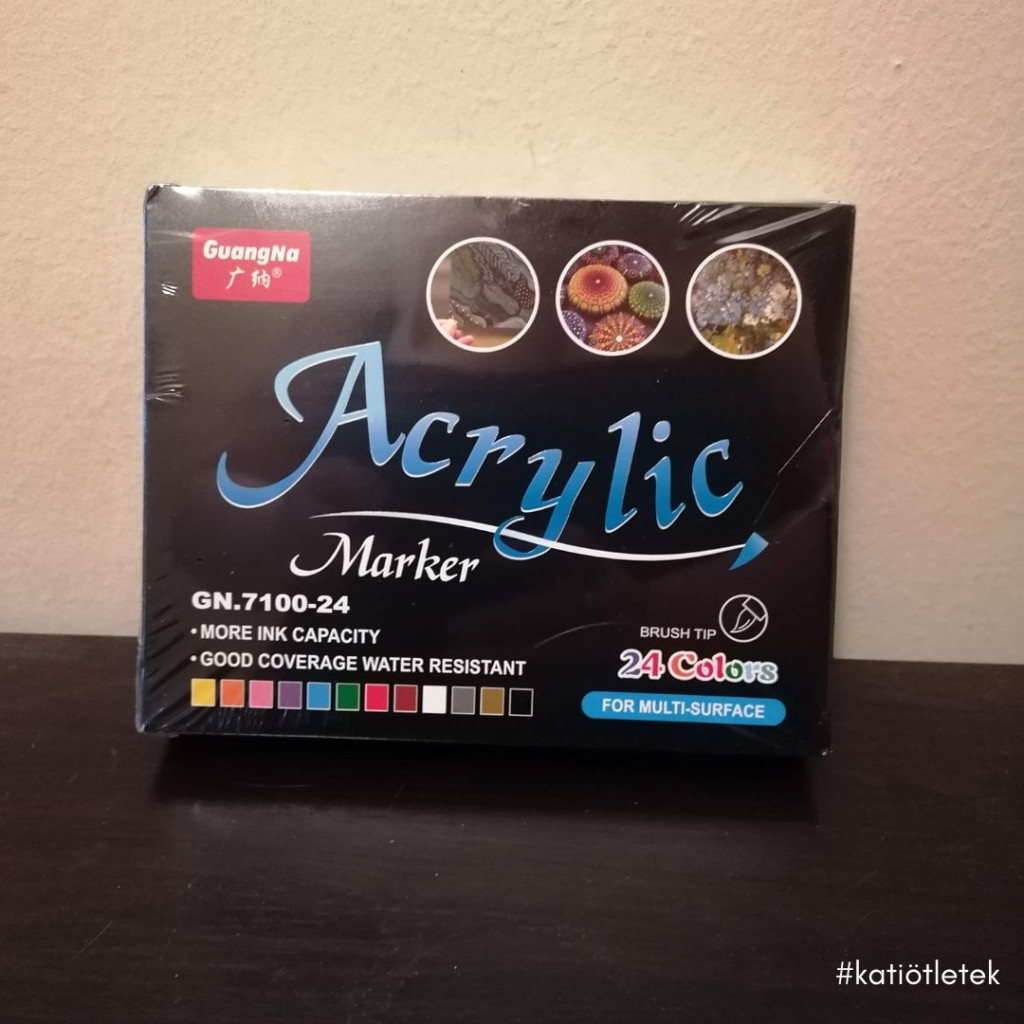 GuangNa
广纳®
Acrylic
Marker
GN.7100-24
• MORE INK CAPACITY
• GOOD COVERAGE WATER RESISTANT
BRUSH TIP
24 Colors
FOR MULTI-SURFACE
#katiötletek